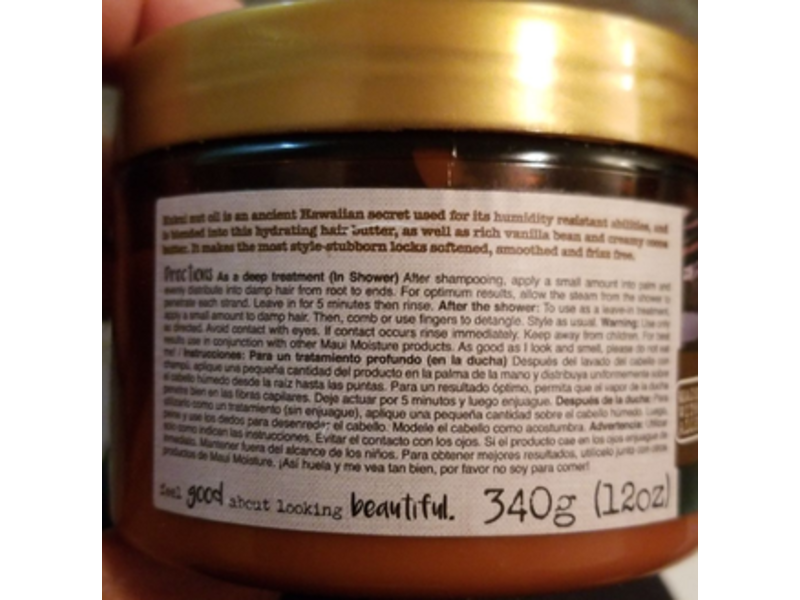 Kukui nut oil is an ancient Hawaiian secret used for its humidity resistant abilities, and
is blended into this hydrating hair butter, as well as rich vanilla bean and creamy cocoa
butter. It makes the most style-stubborn locks softened, smoothed and frizz free.
Directions As a deep treatment (In Shower) After shampooing, apply a small amount into palm and
evenly distribute into damp hair from root to ends. For optimum results, allow the steam from the shower to
penetrate each strand. Leave in for 5 minutes then rinse. After the shower: To use as a leave-in treatment,
apply a small amount to damp hair. Then, comb or use fingers to detangle. Style as usual. Warning: Use only
as directed. Avoid contact with eyes. If contact occurs rinse immediately. Keep away from children. For best
results use in conjunction with other Maui Moisture products. As good as I look and smell, please do not eat
me! / Instrucciones: Para un tratamiento profundo (en la ducha) Después del lavado del cabello con
champú, aplique una pequeña cantidad del producto en la palma de la mano y distribuya uniformemente sobre
el cabello húmedo desde la raíz hasta las puntas. Para un resultado óptimo, permita que el vapor de la ducha
penetre bien en las fibras capilares. Deje actuar por 5 minutos y luego enjuague. Después de la ducha: Para
utilizarlo como un tratamiento (sin enjuague), aplique una pequeña cantidad sobre el cabello húmedo. Luego,
peine y use los dedos para desenredar el cabello. Modele el cabello como acostumbra. Advertencia: Utilice
sólo como indican las instrucciones. Evitar el contacto con los ojos. Si el producto cae en los ojos enjuague de
inmediato. Mantener fuera del alcance de los niños. Para obtener mejores resultados, utilícelo junto con otros
productos de Maui Moisture. ¡Así huela y me vea tan bien, por favor no soy para comer!
feel good about looking beautiful. 340g (12oz)